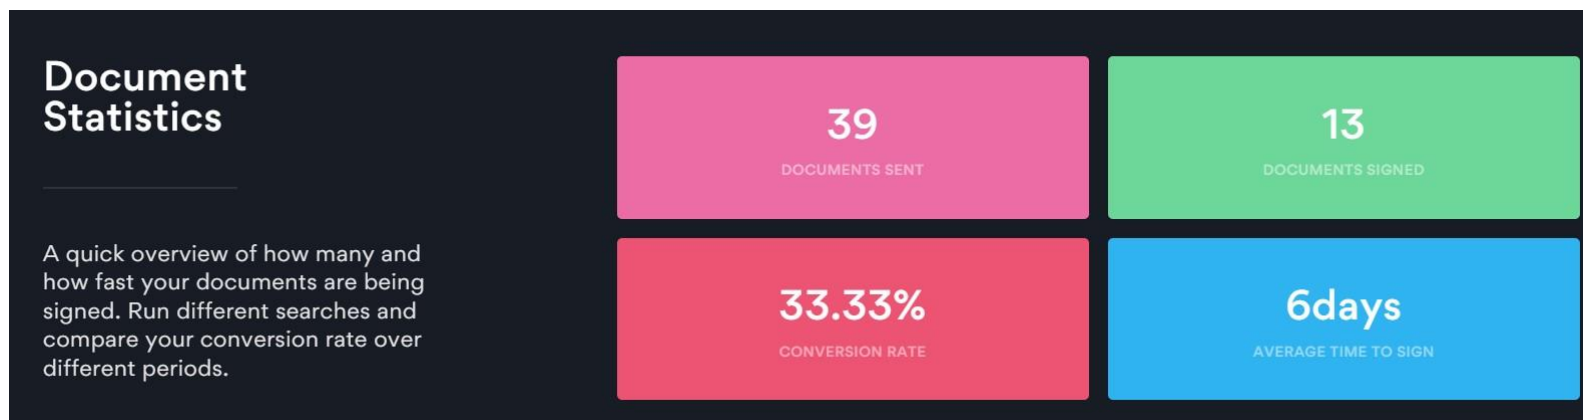 Document
Statistics
A quick overview of how many and
how fast your documents are being
signed. Run different searches and
compare your conversion rate over
different periods.
39
DOCUMENTS SENT
13
DOCUMENTS SIGNED
33.33%
CONVERSION RATE
6days
AVERAGE TIME TO SIGN